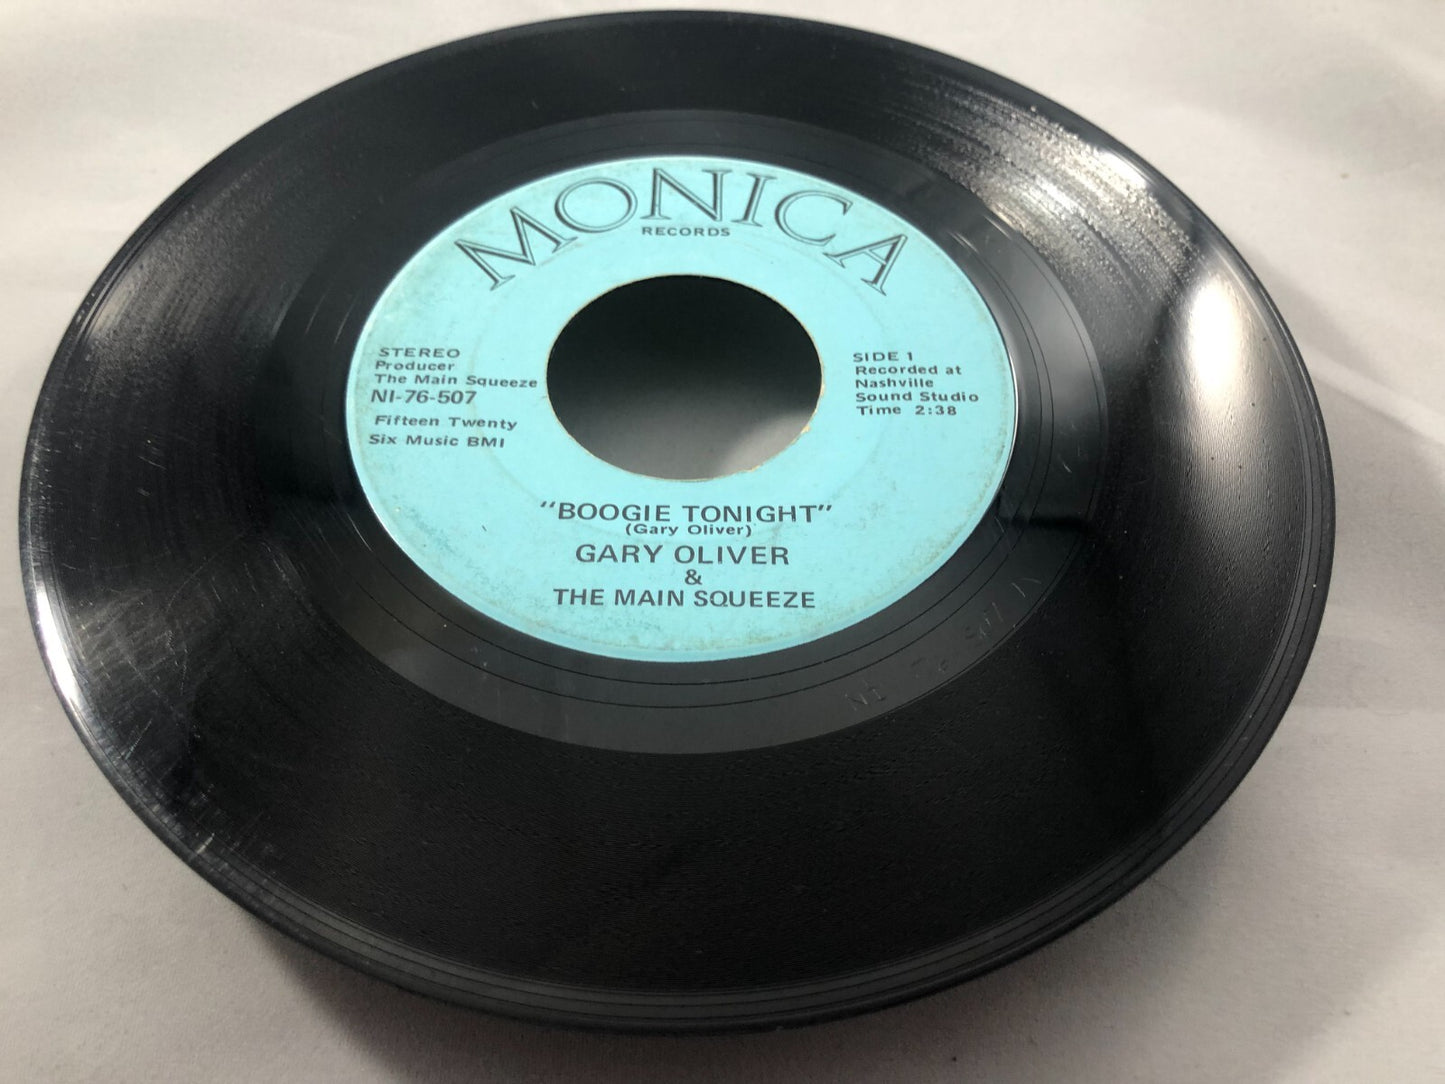 MONICA
RECORDS
STEREO
Producer
The Main Squeeze
NI-76-507
Fifteen Twenty
Six Music BMI
SIDE 1
Recorded at
Nashville
Sound Studio
Time 2:38
"BOOGIE TONIGHT"
(Gary Oliver)
GARY OLIVER
&
THE MAIN SQUEEZE